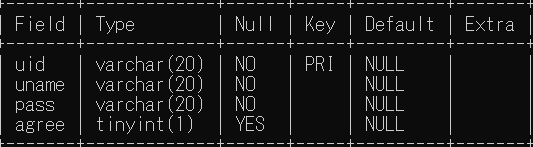 +--------+-------------+------+-----+---------+-------+
| Field | Type | Null | Key | Default | Extra |
+--------+-------------+------+-----+---------+-------+
| uid | varchar(20) | NO | PRI | NULL | |
| uname | varchar(20) | NO | | NULL | |
| pass | varchar(20) | NO | | NULL | |
| agree | tinyint(1) | YES | | NULL | |
+--------+-------------+------+-----+---------+-------+